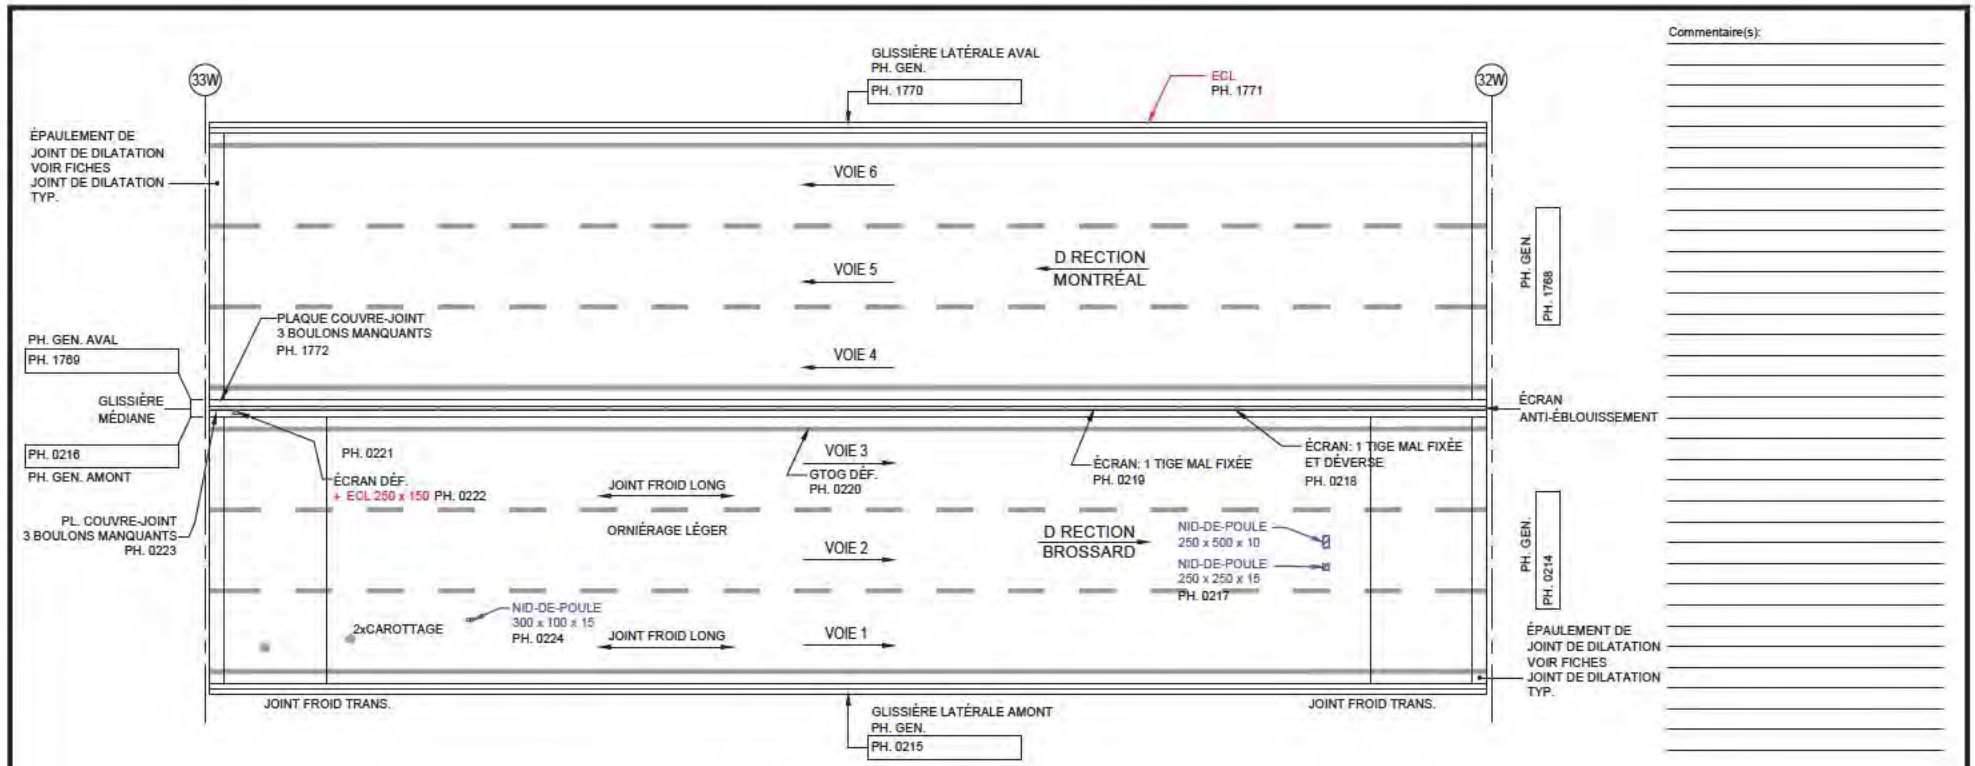 Commentaire(s):
33W
32W
GLISSIÈRE LATÉRALE AVAL
PH. GEN.
PH. 1770
ECL
PH. 1771
ÉPAULEMENT DE
JOINT DE DILATATION
VOIR FICHES
JOINT DE DILATATION
TYP.
VOIE 6
VOIE 5
D RECTION
MONTRÉAL
VOIE 4
PH. GEN.
PH. 1768
PLAQUE COUVRE-JOINT
3 BOULONS MANQUANTS
PH. 1772
PH. GEN. AVAL
PH. 1769
GLISSIÈRE
MÉDIANE
PH. 0216
PH. GEN. AMONT
ÉCRAN
ANTI-ÉBLOUISSEMENT
PH. 0221
ÉCRAN DÉF.
+ ECL 250 x 150 PH. 0222
VOIE 3
GTOG DÉF.
PH. 0220
ÉCRAN: 1 TIGE MAL FIXÉE
PH. 0219
ÉCRAN: 1 TIGE MAL FIXÉE
ET DÉVERSE
PH. 0218
JOINT FROID LONG
ORNIÉRAGE LÉGER
PL. COUVRE-JOINT
3 BOULONS MANQUANTS
PH. 0223
VOIE 2
D RECTION
BROSSARD
NID-DE-POULE
250 x 500 x 10
NID-DE-POULE
250 x 250 x 15
PH. 0217
PH. GEN.
PH. 0214
2xCAROTTAGE
NID-DE-POULE
300 x 100 x 15
PH. 0224
JOINT FROID LONG
VOIE 1
ÉPAULEMENT DE
JOINT DE DILATATION
VOIR FICHES
JOINT DE DILATATION
TYP.
JOINT FROID TRANS.
JOINT FROID TRANS.
GLISSIÈRE LATÉRALE AMONT
PH. GEN.
PH. 0215